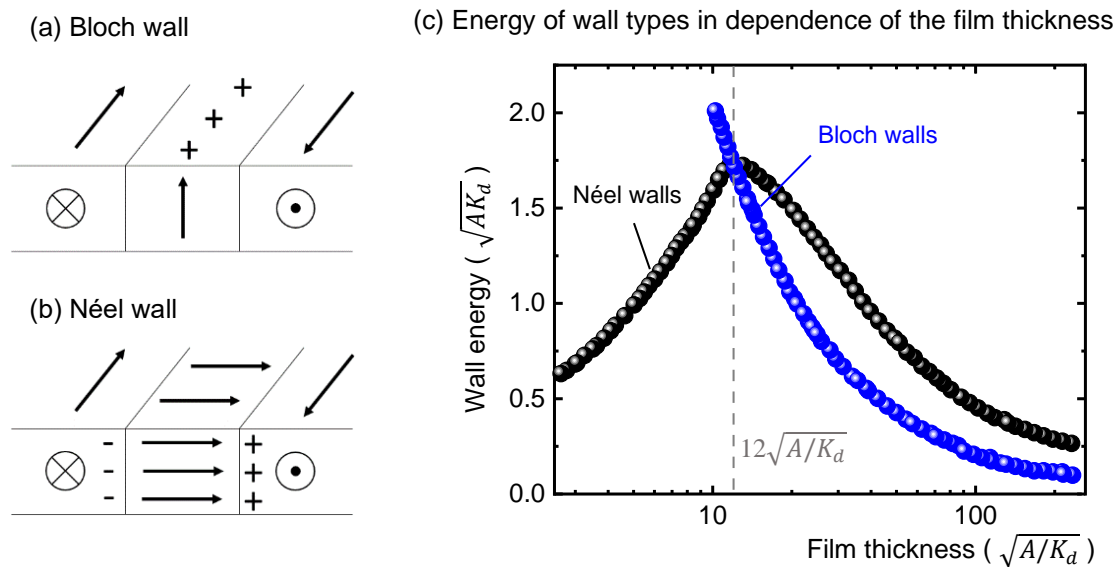 (a) Bloch wall
+
+
+
(b) Néel wall
-
-
-
+
+
+
(c) Energy of wall types in dependence of the film thickness
2.0
1.5
1.0
0.5
0.0
Wall energy ( √AK_d )
Néel walls
Bloch walls
12√A/K_d
10
100
Film thickness ( √A/K_d )